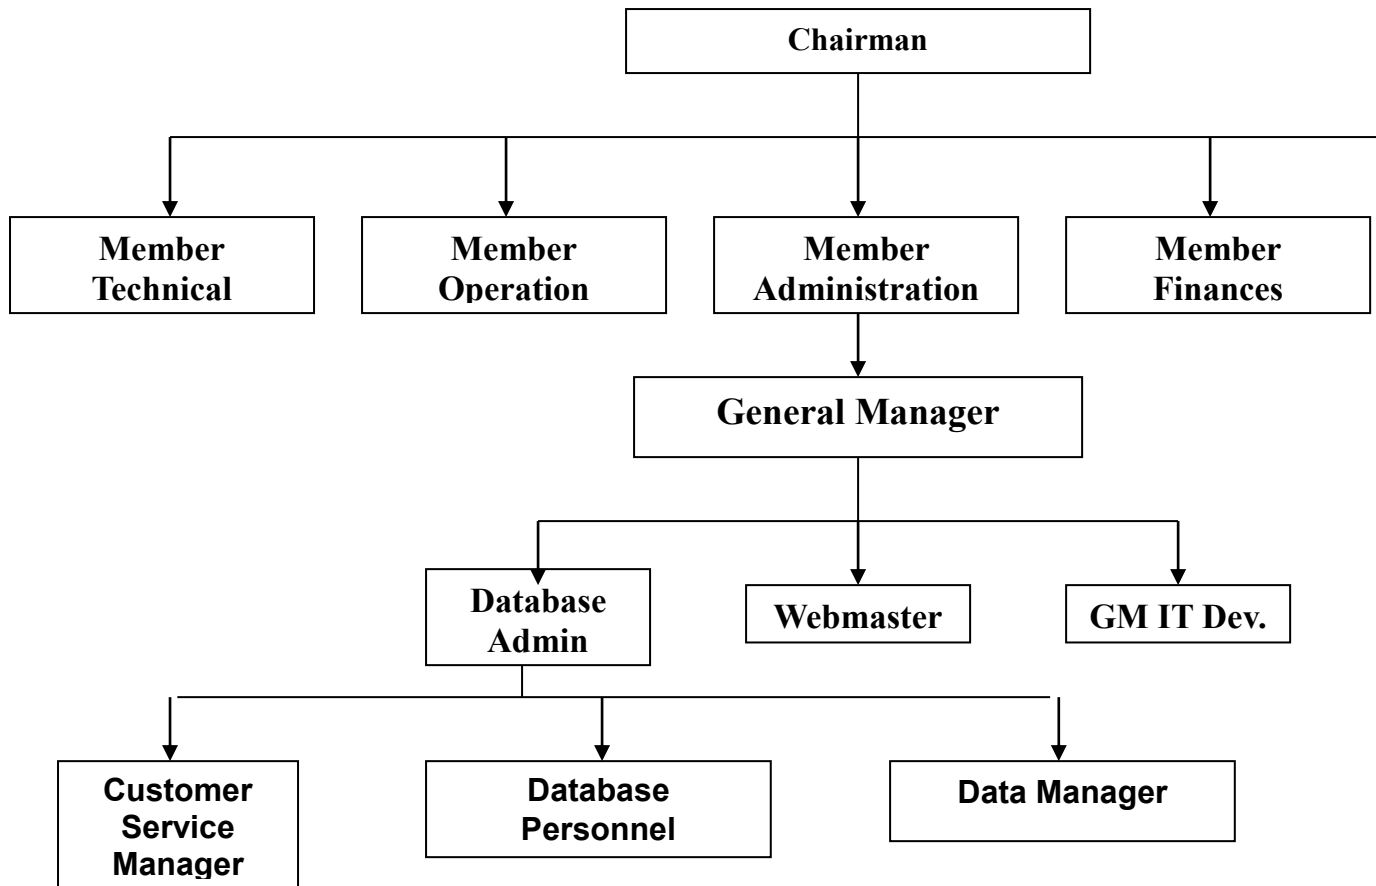 Chairman
Member
Technical
Member
Operation
Member
Administration
Member
Finances
General Manager
Database
Admin
Webmaster
GM IT Dev.
Customer
Service
Manager
Database
Personnel
Data Manager